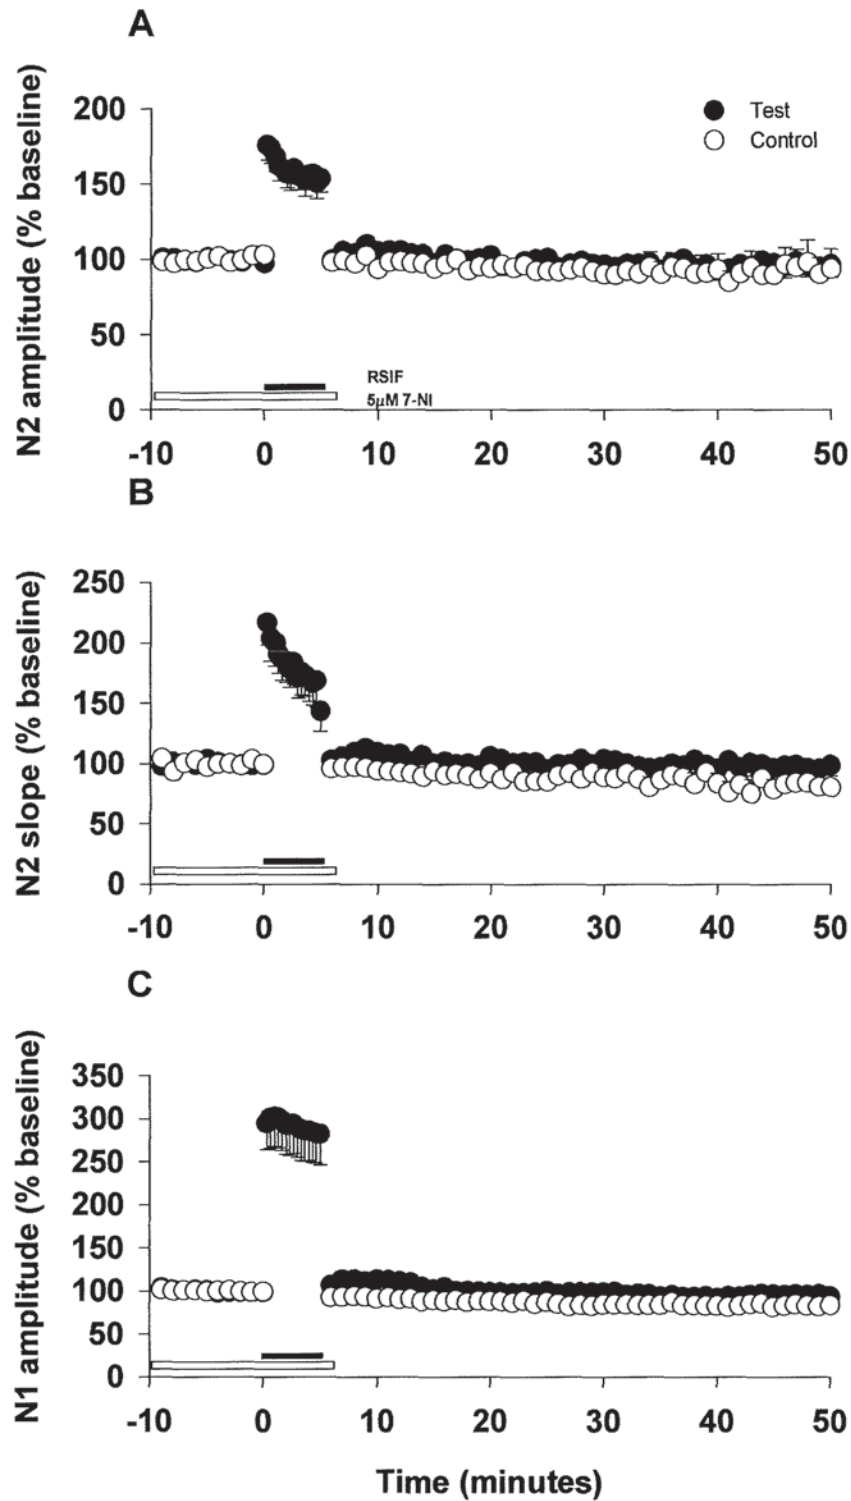 A
N2 amplitude (% baseline)
200
150
100
50
0
Test
Control
RSIF
5µM 7-NI
-10 0 10 20 30 40 50
B
N2 slope (% baseline)
250
200
150
100
50
0
-10 0 10 20 30 40 50
C
N1 amplitude (% baseline)
350
300
250
200
150
100
50
0
-10 0 10 20 30 40 50
Time (minutes)